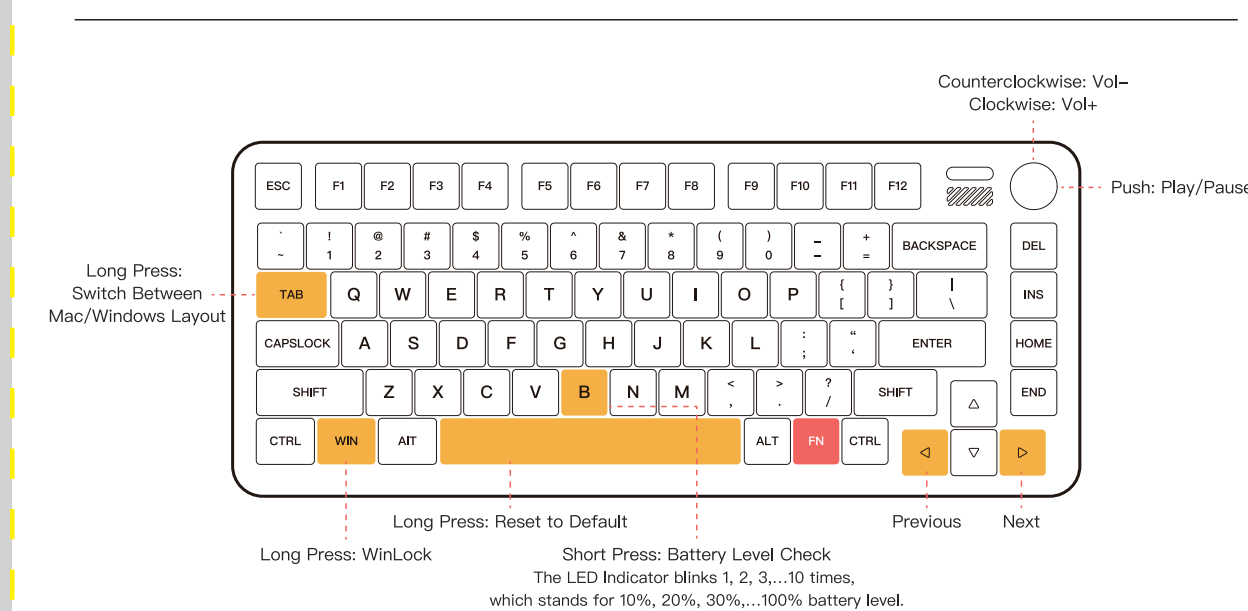 Counterclockwise: Vol–
Clockwise: Vol+
Push: Play/Pause
ESC F1 F2 F3 F4 F5 F6 F7 F8 F9 F10 F11 F12
` ! @ # $ % ^ & * ( ) – +
~ 1 2 3 4 5 6 7 8 9 0 – = BACKSPACE DEL
Long Press:
Switch Between
Mac/Windows Layout
TAB Q W E R T Y U I O P { [ } ] | \ INS
CAPSLOCK A S D F G H J K L : ; “ ‘ ENTER HOME
SHIFT Z X C V B N M < , > . ? / SHIFT END
CTRL WIN AIT ALT FN CTRL
Long Press: Reset to Default
Previous Next
Long Press: WinLock
Short Press: Battery Level Check
The LED Indicator blinks 1, 2, 3,...10 times,
which stands for 10%, 20%, 30%,...100% battery level.